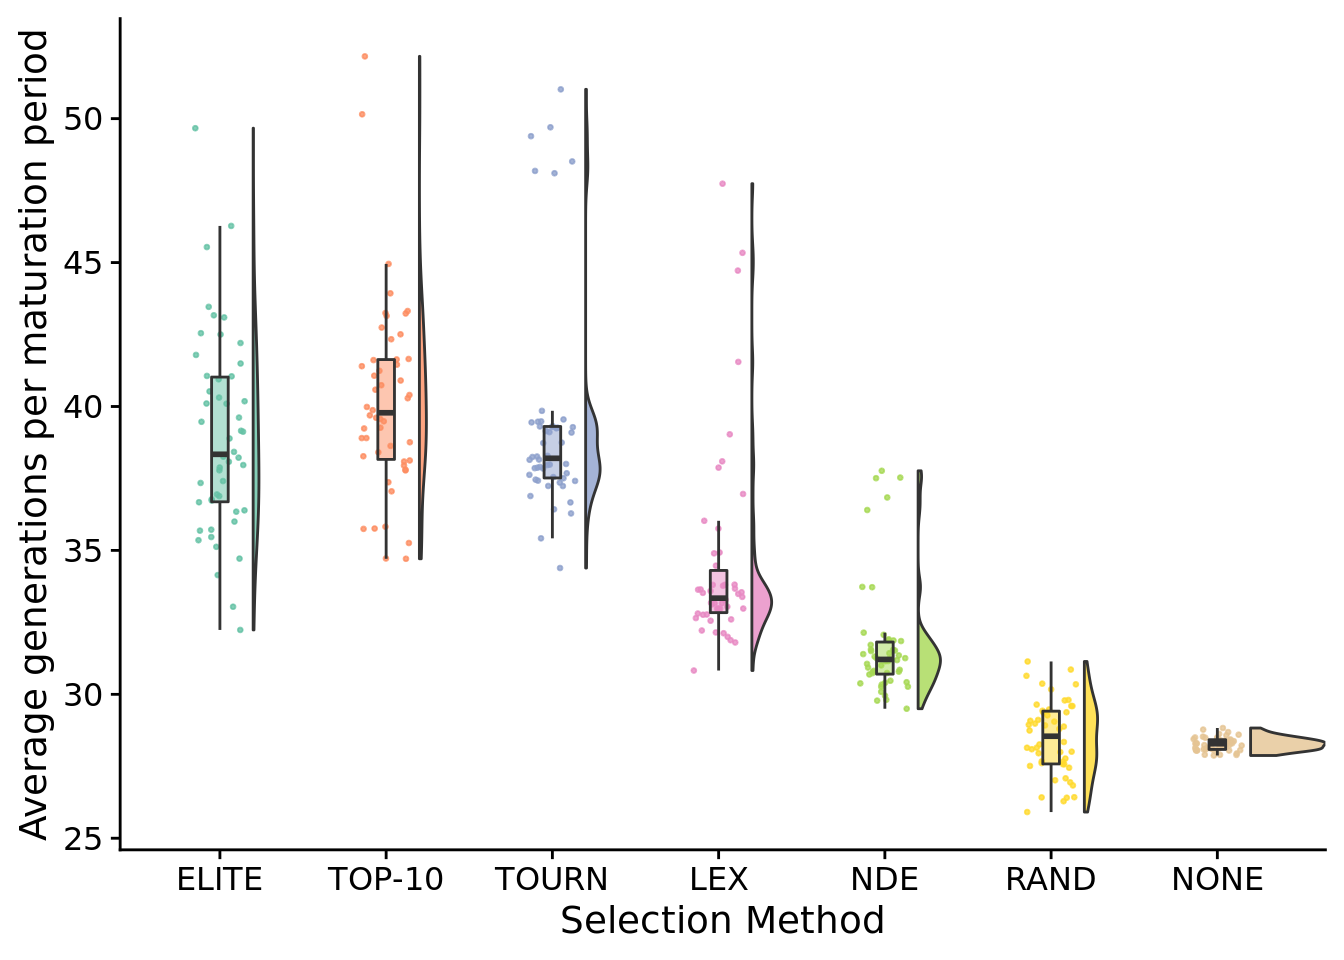 Average generations per maturation period
50
45
40
35
30
25
ELITE TOP-10 TOURN LEX NDE RAND NONE
Selection Method